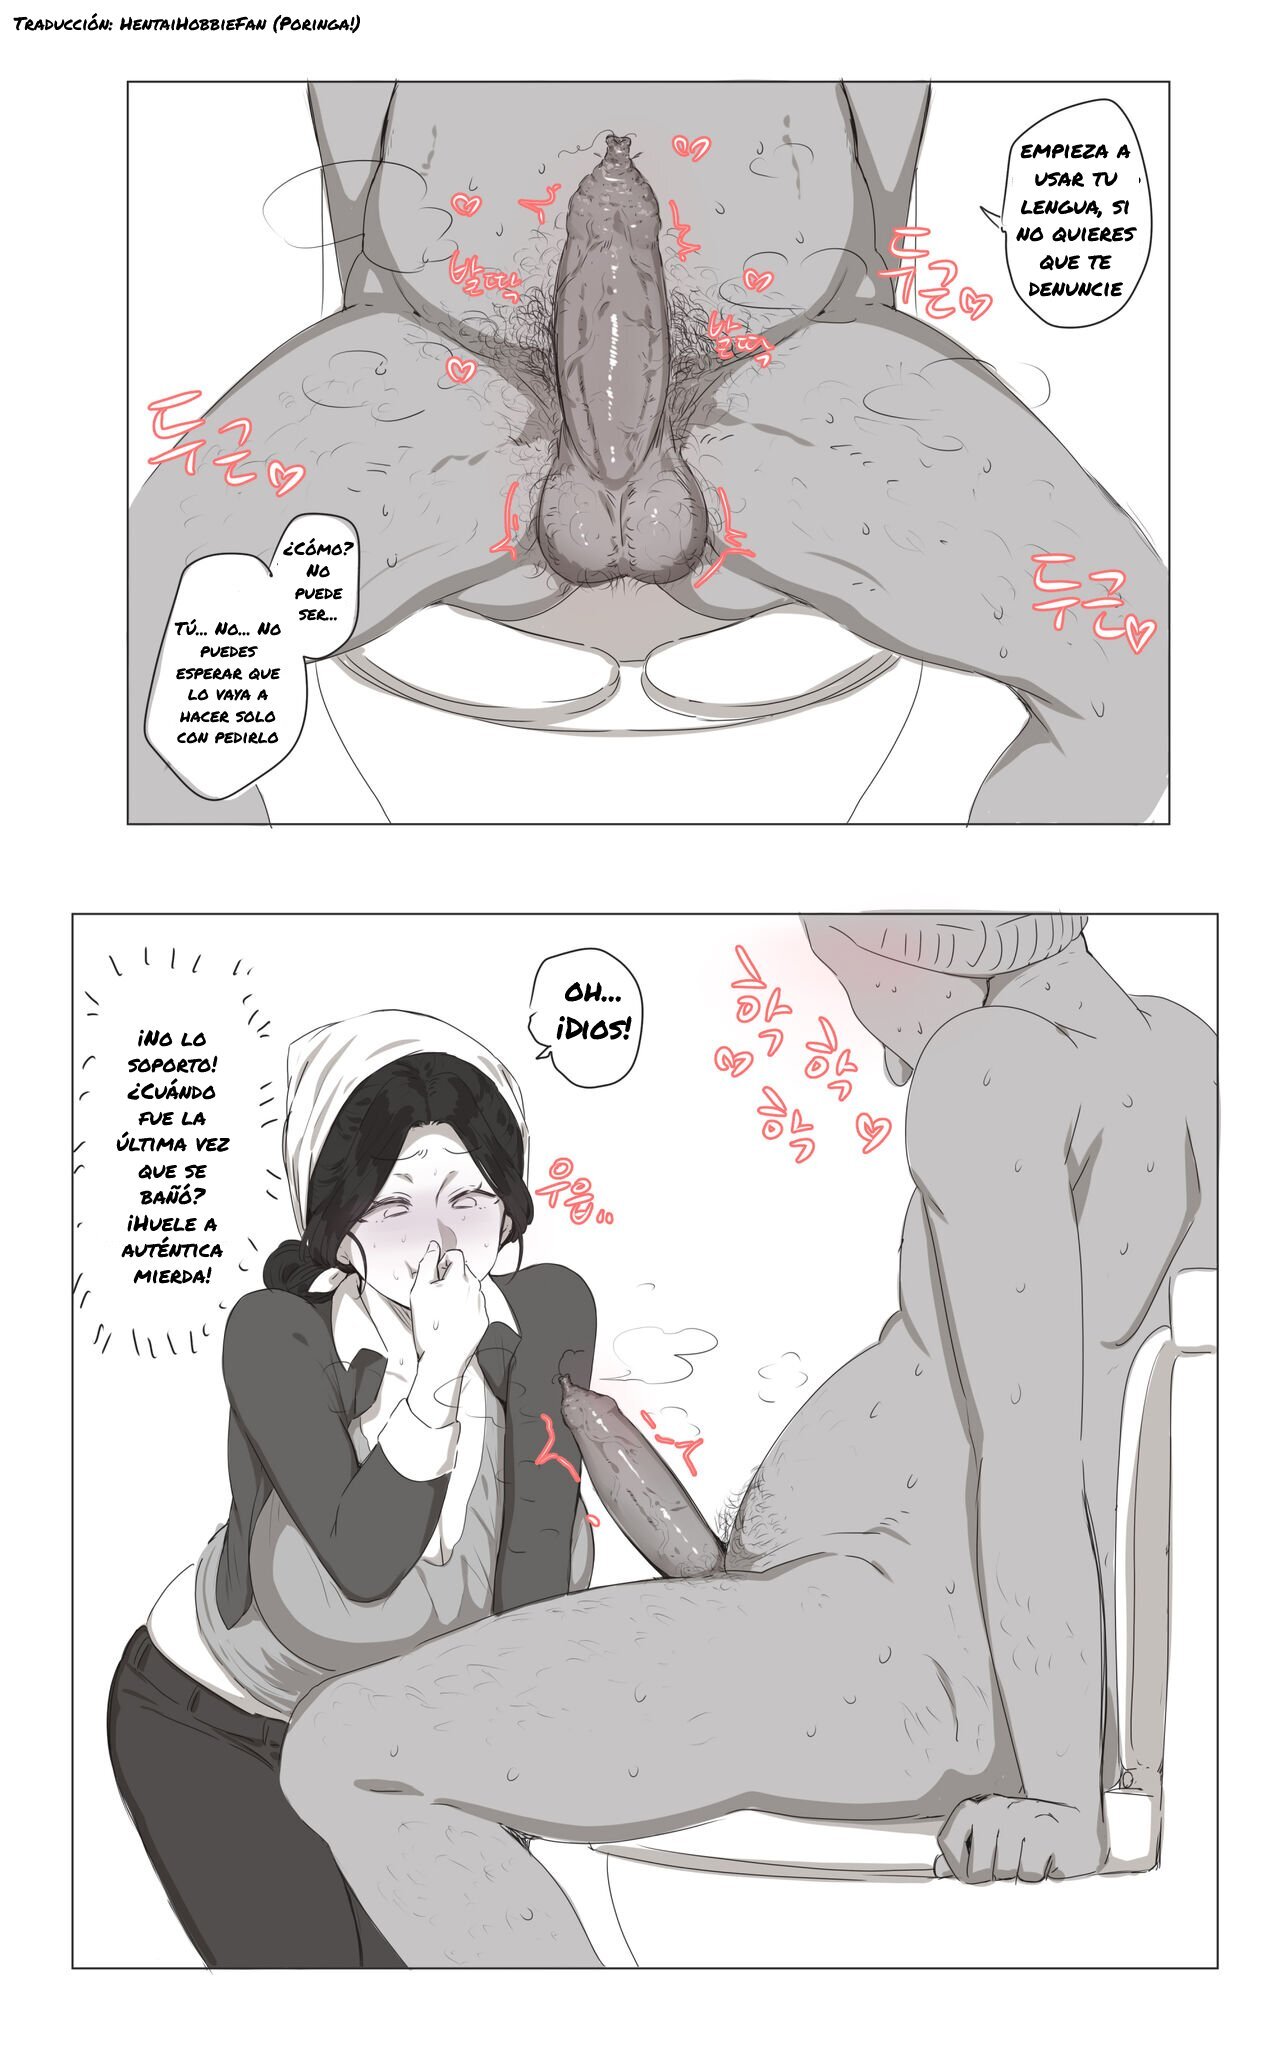 Traducción: HentaiHobbieFan (Poringa!)
empieza a
usar tu
lengua, si
no quieres
que te
denuncie
발딱
발딱
두근
두근
두근
¿Cómo?
No
puede
ser...
Tú... No... No
puedes
esperar que
lo vaya a
hacer solo
con pedirlo
¡No lo
soporto!
¿Cuándo
fue la
última vez
que se
bañó?
¡Huele a
auténtica
mierda!
oh...
¡Dios!
우웁..
학
학
학